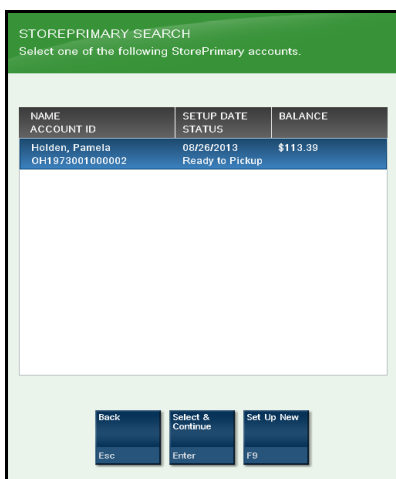 STOREPRIMARY SEARCH
Select one of the following StorePrimary accounts.
NAME SETUP DATE BALANCE
ACCOUNT ID STATUS
Holden, Pamela 08/26/2013 $113.39
OH1973001000002 Ready to Pickup
Back Select & Set Up New
Continue
Esc Enter F9